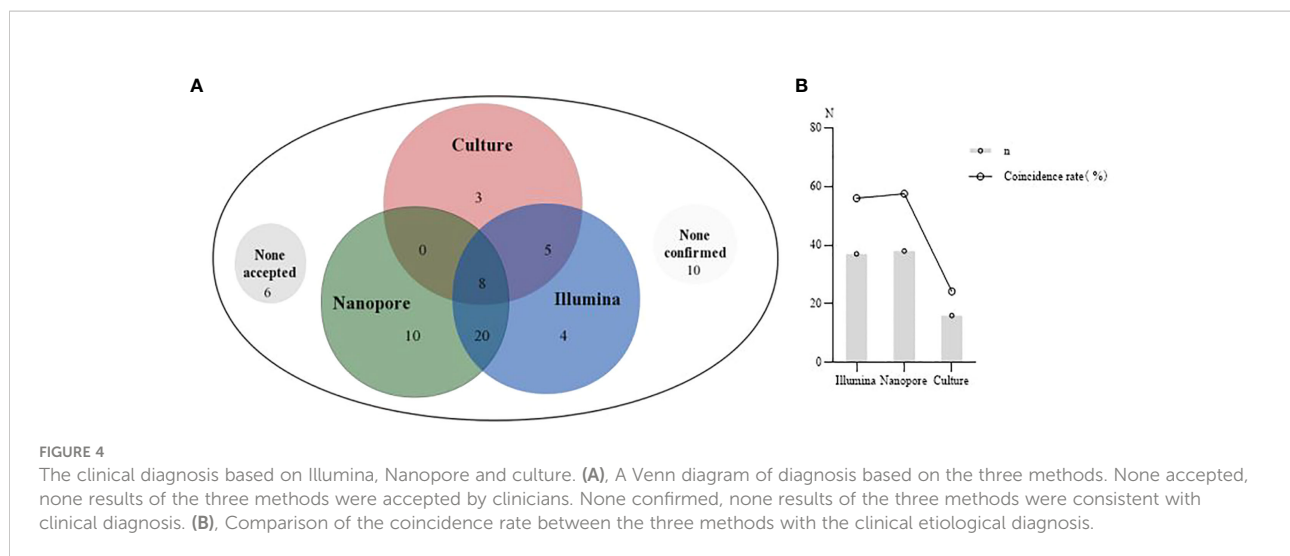 A
Culture
3
0
5
None
accepted
6
None
confirmed
10
8
Nanopore
Illumina
10
20
4
B
N
80
60
40
20
0
Illumina Nanopore Culture
n
Coincidence rate( %)
FIGURE 4
The clinical diagnosis based on Illumina, Nanopore and culture. (A), A Venn diagram of diagnosis based on the three methods. None accepted,
none results of the three methods were accepted by clinicians. None confirmed, none results of the three methods were consistent with
clinical diagnosis. (B), Comparison of the coincidence rate between the three methods with the clinical etiological diagnosis.